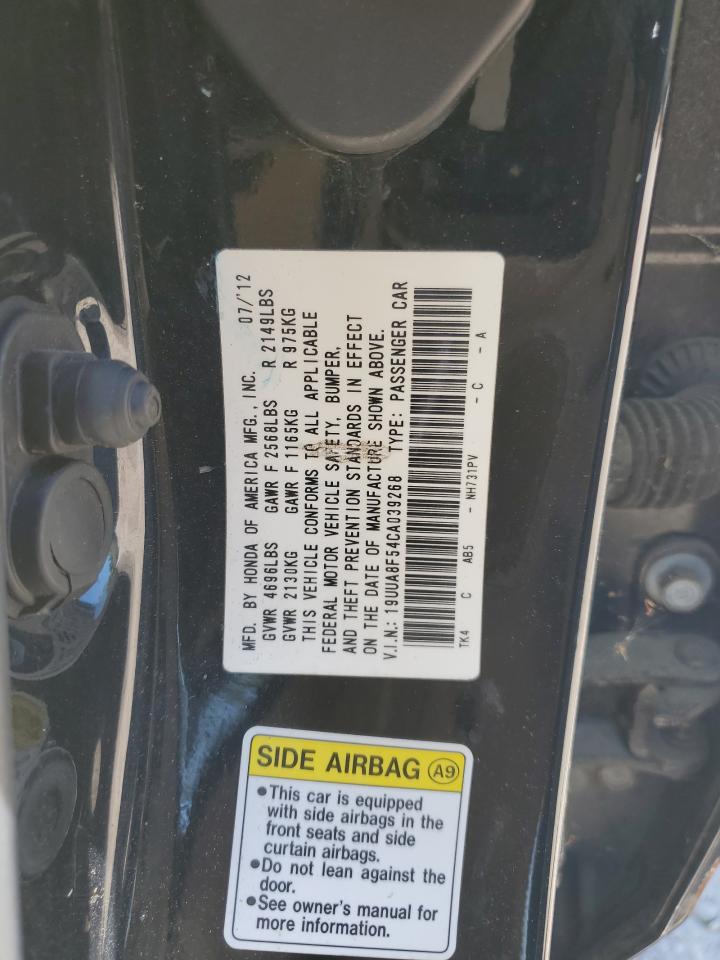 MFD. BY HONDA OF AMERICA MFG., INC. 07/'12
GVWR 4696LBS GAWR F 2568LBS R 2149LBS
GVWR 2130KG GAWR F 1165KG R 975KG
THIS VEHICLE CONFORMS TO ALL APPLICABLE
FEDERAL MOTOR VEHICLE SAFETY, BUMPER,
AND THEFT PREVENTION STANDARDS IN EFFECT
ON THE DATE OF MANUFACTURE SHOWN ABOVE.
V.I.N.: 19UUA8F54CA039268 TYPE: PASSENGER CAR
TK4 C AB5 - NH731PV - C - A
SIDE AIRBAG A9
•This car is equipped
with side airbags in the
front seats and side
curtain airbags.
•Do not lean against the
door.
•See owner's manual for
more information.